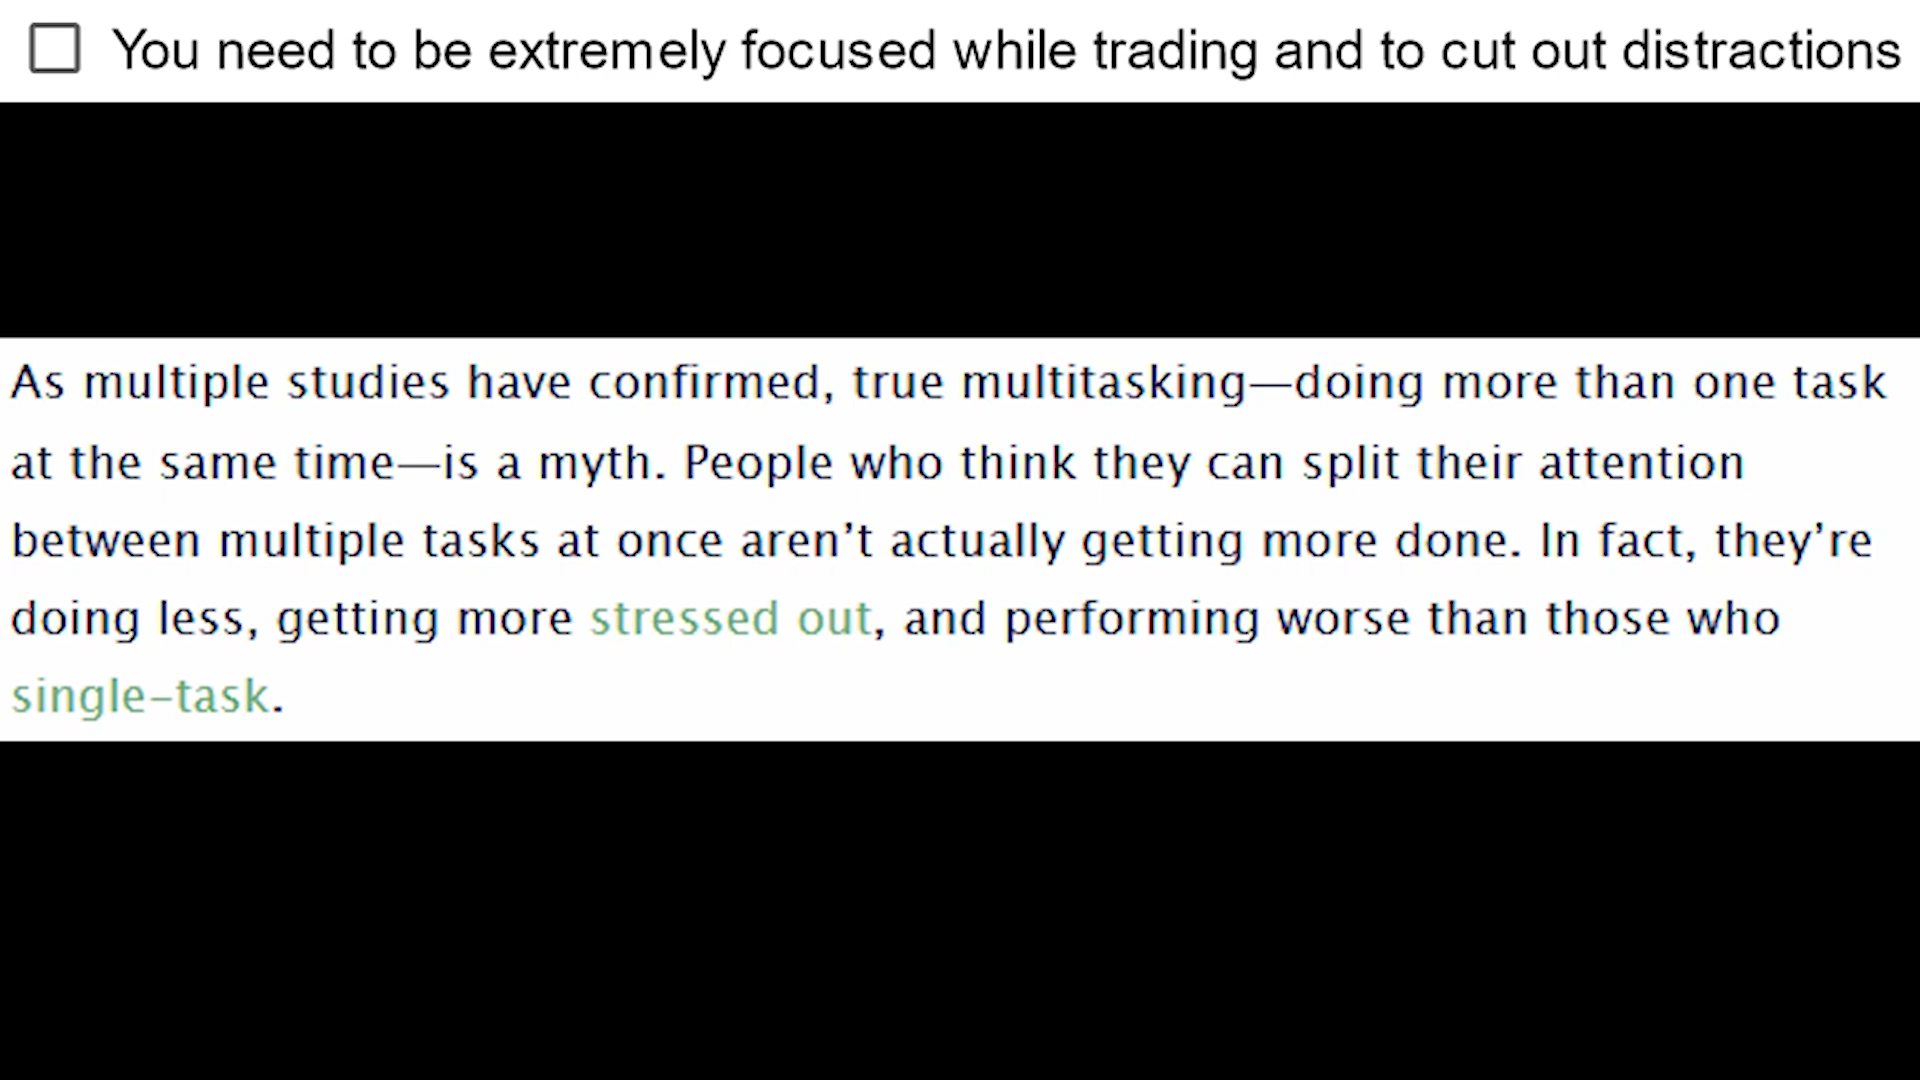 You need to be extremely focused while trading and to cut out distractions
As multiple studies have confirmed, true multitasking—doing more than one task
at the same time—is a myth. People who think they can split their attention
between multiple tasks at once aren’t actually getting more done. In fact, they’re
doing less, getting more stressed out, and performing worse than those who
single-task.